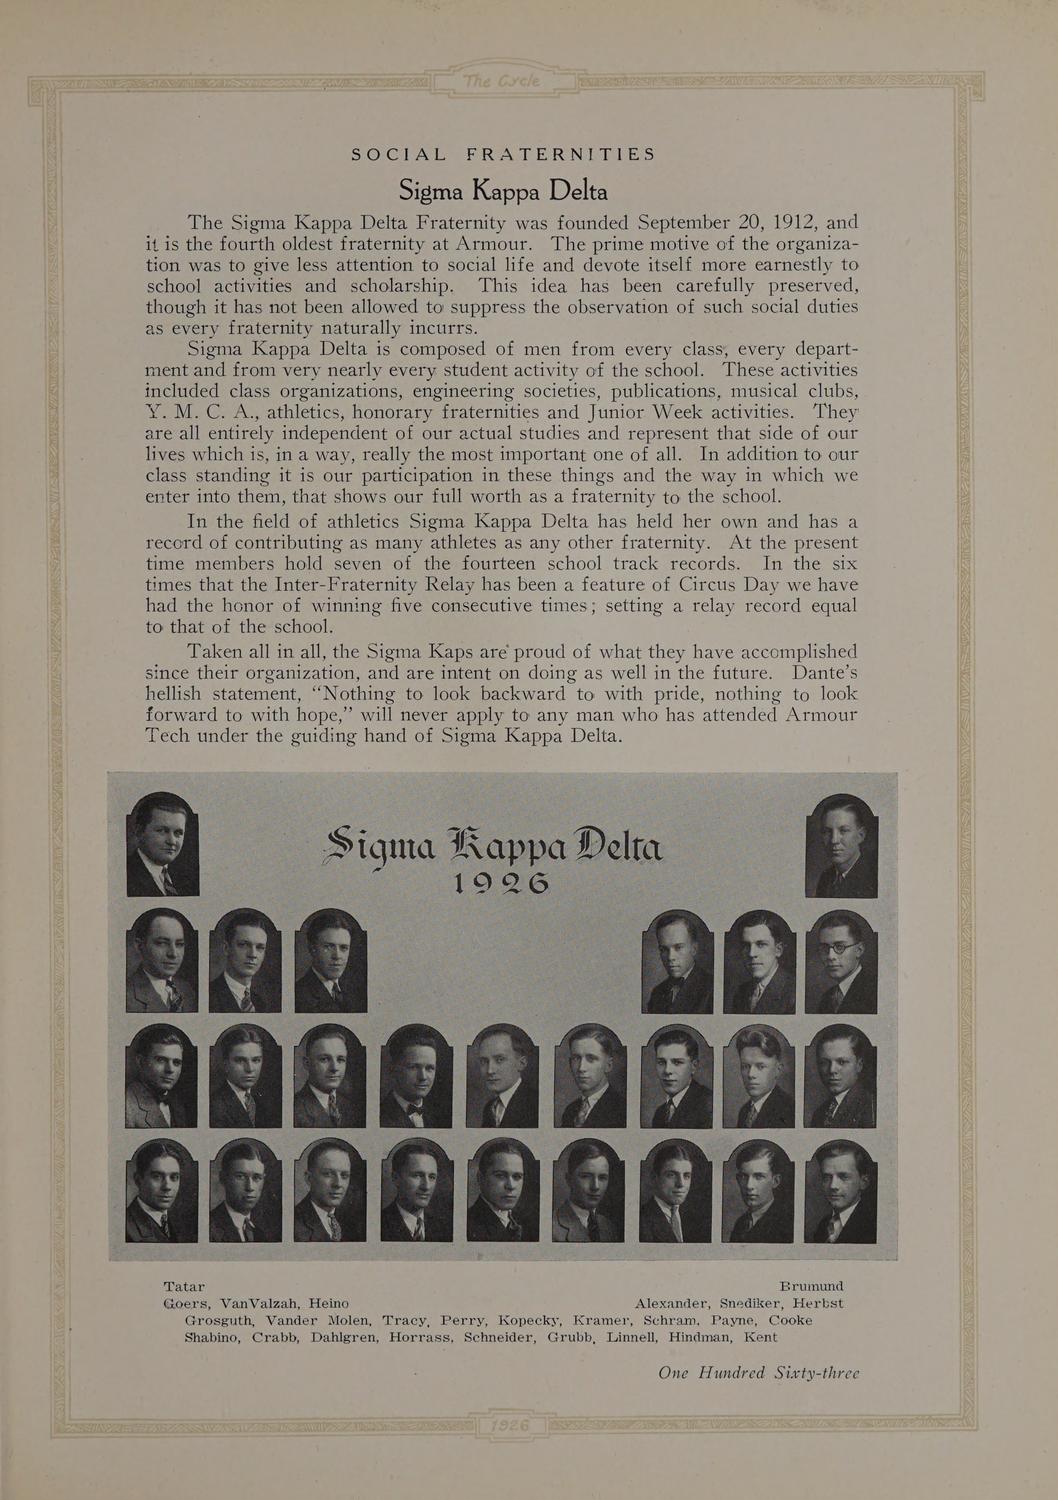 The Cycle
SOCIAL FRATERNITIES
Sigma Kappa Delta
The Sigma Kappa Delta Fraternity was founded September 20, 1912, and
it is the fourth oldest fraternity at Armour. The prime motive of the organiza-
tion was to give less attention to social life and devote itself more earnestly to
school activities and scholarship. This idea has been carefully preserved,
though it has not been allowed to suppress the observation of such social duties
as every fraternity naturally incurrs.
Sigma Kappa Delta is composed of men from every class, every depart-
ment and from very nearly every student activity of the school. These activities
included class organizations, engineering societies, publications, musical clubs,
Y. M. C. A., athletics, honorary fraternities and Junior Week activities. They
are all entirely independent of our actual studies and represent that side of our
lives which is, in a way, really the most important one of all. In addition to our
class standing it is our participation in these things and the way in which we
enter into them, that shows our full worth as a fraternity to the school.
In the field of athletics Sigma Kappa Delta has held her own and has a
record of contributing as many athletes as any other fraternity. At the present
time members hold seven of the fourteen school track records. In the six
times that the Inter-Fraternity Relay has been a feature of Circus Day we have
had the honor of winning five consecutive times; setting a relay record equal
to that of the school.
Taken all in all, the Sigma Kaps are proud of what they have accomplished
since their organization, and are intent on doing as well in the future. Dante's
hellish statement, "Nothing to look backward to with pride, nothing to look
forward to with hope," will never apply to any man who has attended Armour
Tech under the guiding hand of Sigma Kappa Delta.
Sigma Kappa Delta
1926
Tatar Brumund
Goers, VanValzah, Heino Alexander, Snediker, Herbst
Grosguth, Vander Molen, Tracy, Perry, Kopecky, Kramer, Schram, Payne, Cooke
Shabino, Crabb, Dahlgren, Horrass, Schneider, Grubb, Linnell, Hindman, Kent
One Hundred Sixty-three
1926